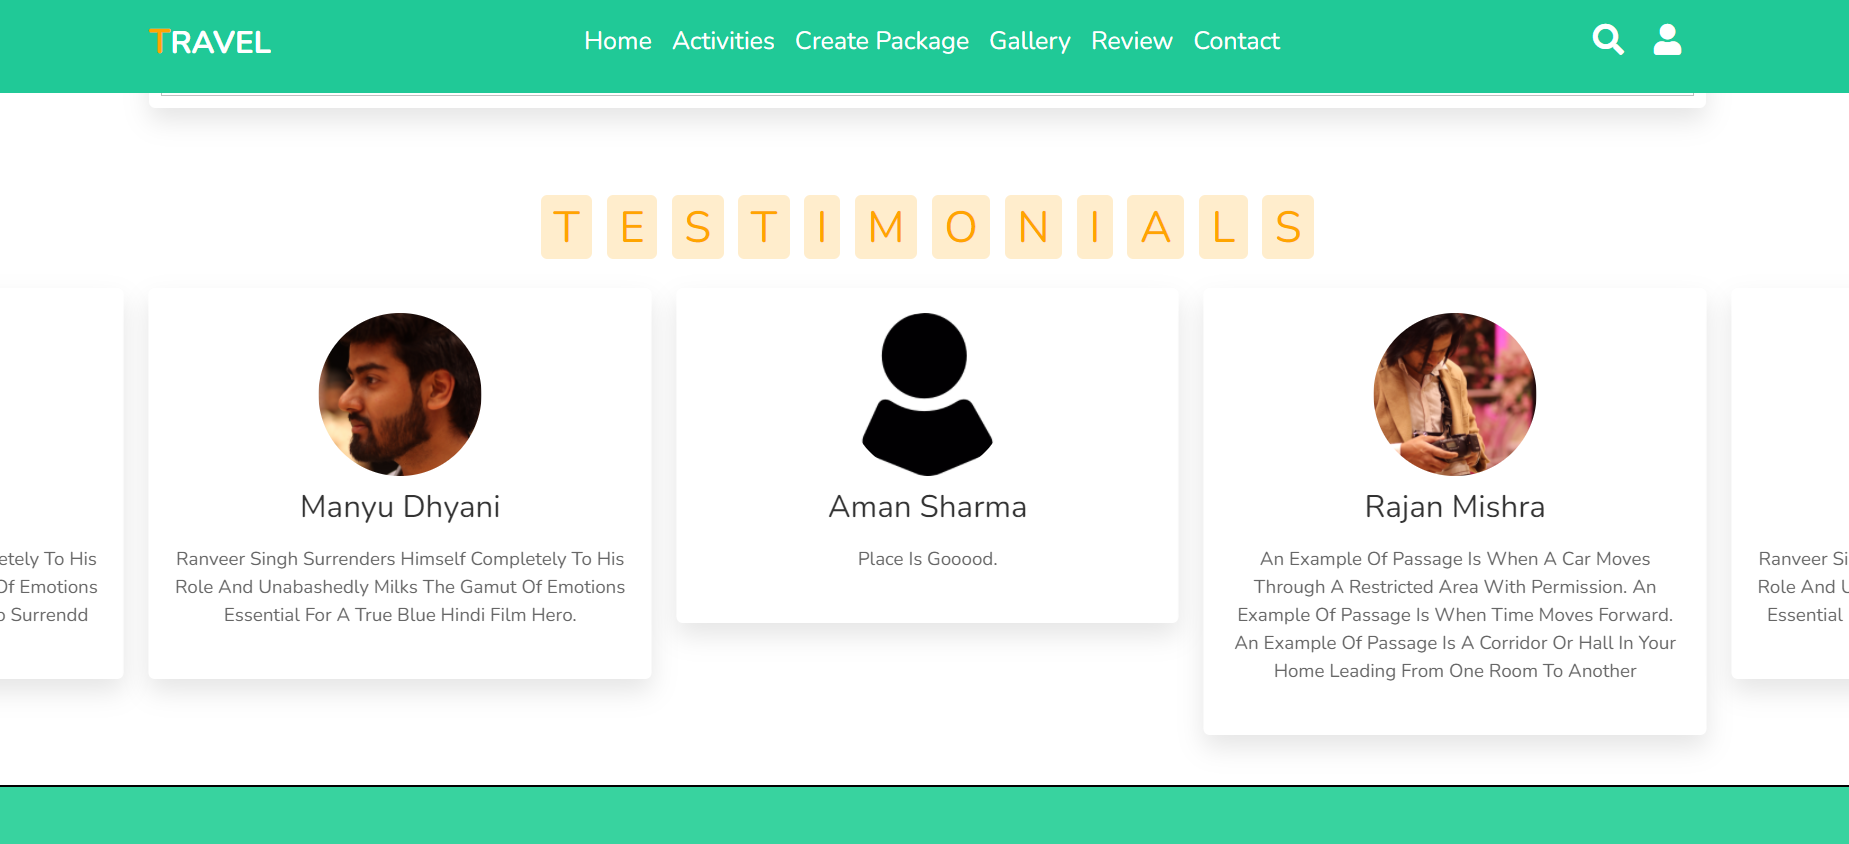 TRAVEL
Home Activities Create Package Gallery Review Contact
TESTIMONIALS
etely To His
Of Emotions
Surrendd
Manyu Dhyani
Ranveer Singh Surrenders Himself Completely To His
Role And Unabashedly Milks The Gamut Of Emotions
Essential For A True Blue Hindi Film Hero.
Aman Sharma
Place Is Gooood.
Rajan Mishra
An Example Of Passage Is When A Car Moves
Through A Restricted Area With Permission. An
Example Of Passage Is When Time Moves Forward.
An Example Of Passage Is A Corridor Or Hall In Your
Home Leading From One Room To Another
Ranveer Si
Role And U
Essential